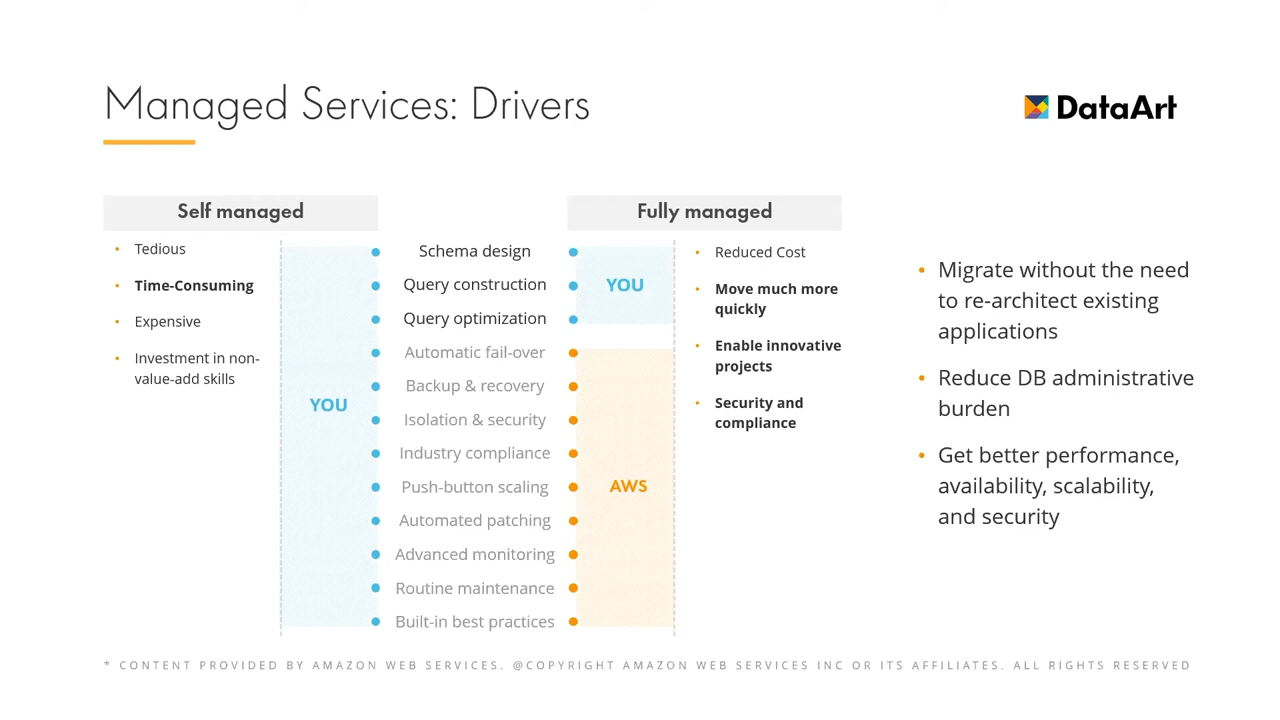 Managed Services: Drivers
DataArt
Self managed
• Tedious
• Time-Consuming
• Expensive
• Investment in non-
value-add skills
YOU
Schema design
Query construction
Query optimization
Automatic fail-over
Backup & recovery
Isolation & security
Industry compliance
Push-button scaling
Automated patching
Advanced monitoring
Routine maintenance
Built-in best practices
Fully managed
YOU
AWS
• Reduced Cost
• Move much more
quickly
• Enable innovative
projects
• Security and
compliance
• Migrate without the need
to re-architect existing
applications
• Reduce DB administrative
burden
• Get better performance,
availability, scalability,
and security
* CONTENT PROVIDED BY AMAZON WEB SERVICES. @COPYRIGHT AMAZON WEB SERVICES INC OR ITS AFFILIATES. ALL RIGHTS RESERVED